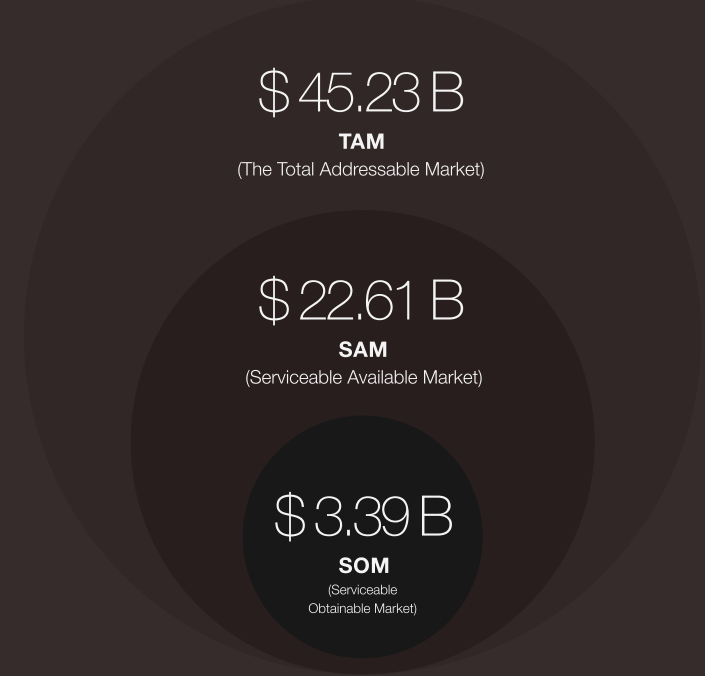 $ 45.23 B
TAM
(The Total Addressable Market)
$ 22.61 B
SAM
(Serviceable Available Market)
$ 3.39 B
SOM
(Serviceable
Obtainable Market)